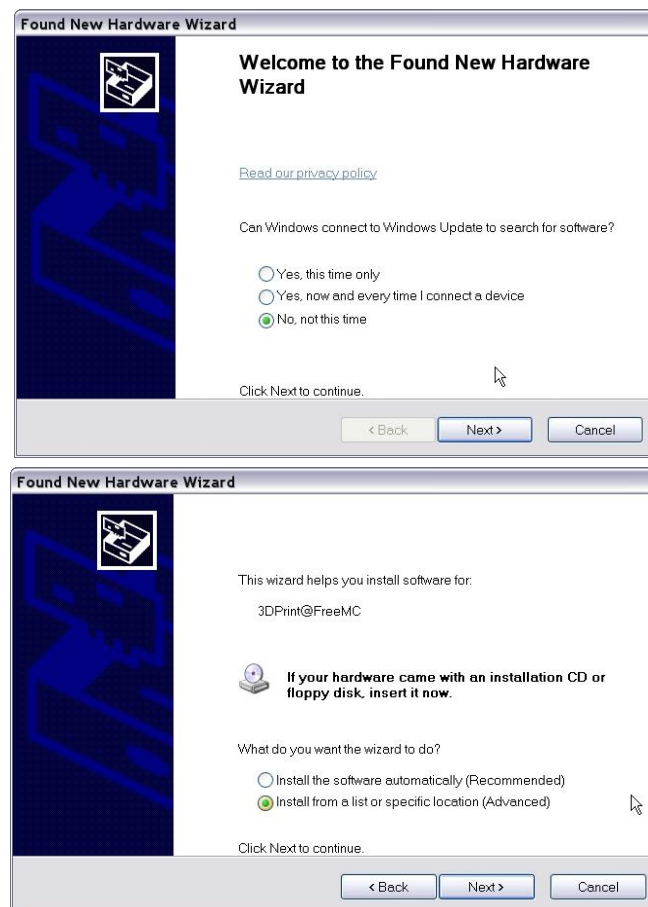 Found New Hardware Wizard
Welcome to the Found New Hardware
Wizard
Read our privacy policy
Can Windows connect to Windows Update to search for software?
Yes, this time only
Yes, now and every time I connect a device
No, not this time
Click Next to continue.
< Back
Next >
Cancel
Found New Hardware Wizard
This wizard helps you install software for:
3DPrint@FreeMC
If your hardware came with an installation CD or
floppy disk, insert it now.
What do you want the wizard to do?
Install the software automatically (Recommended)
Install from a list or specific location (Advanced)
Click Next to continue.
< Back
Next >
Cancel